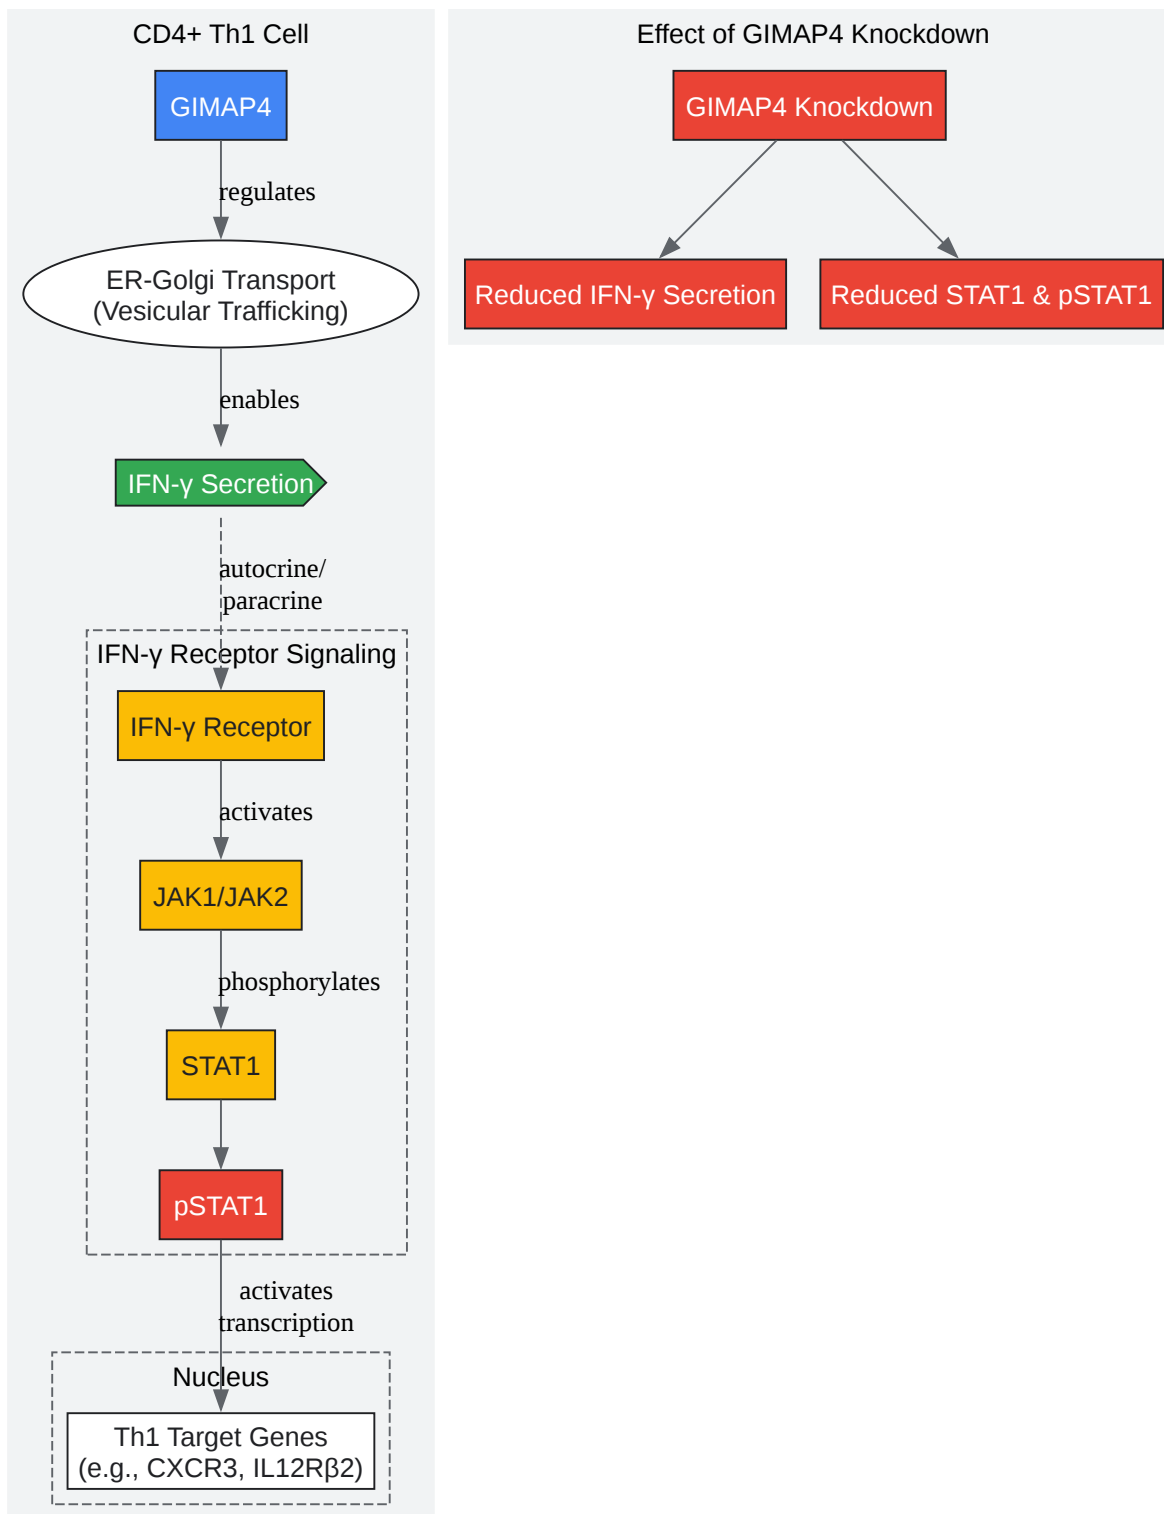 CD4+ Th1 Cell
GIMAP4
regulates
ER-Golgi Transport
(Vesicular Trafficking)
enables
IFN-γ Secretion
autocrine/
paracrine
IFN-γ Receptor Signaling
IFN-γ Receptor
activates
JAK1/JAK2
phosphorylates
STAT1
pSTAT1
activates
transcription
Nucleus
Th1 Target Genes
(e.g., CXCR3, IL12Rβ2)
Effect of GIMAP4 Knockdown
GIMAP4 Knockdown
Reduced IFN-γ Secretion
Reduced STAT1 & pSTAT1